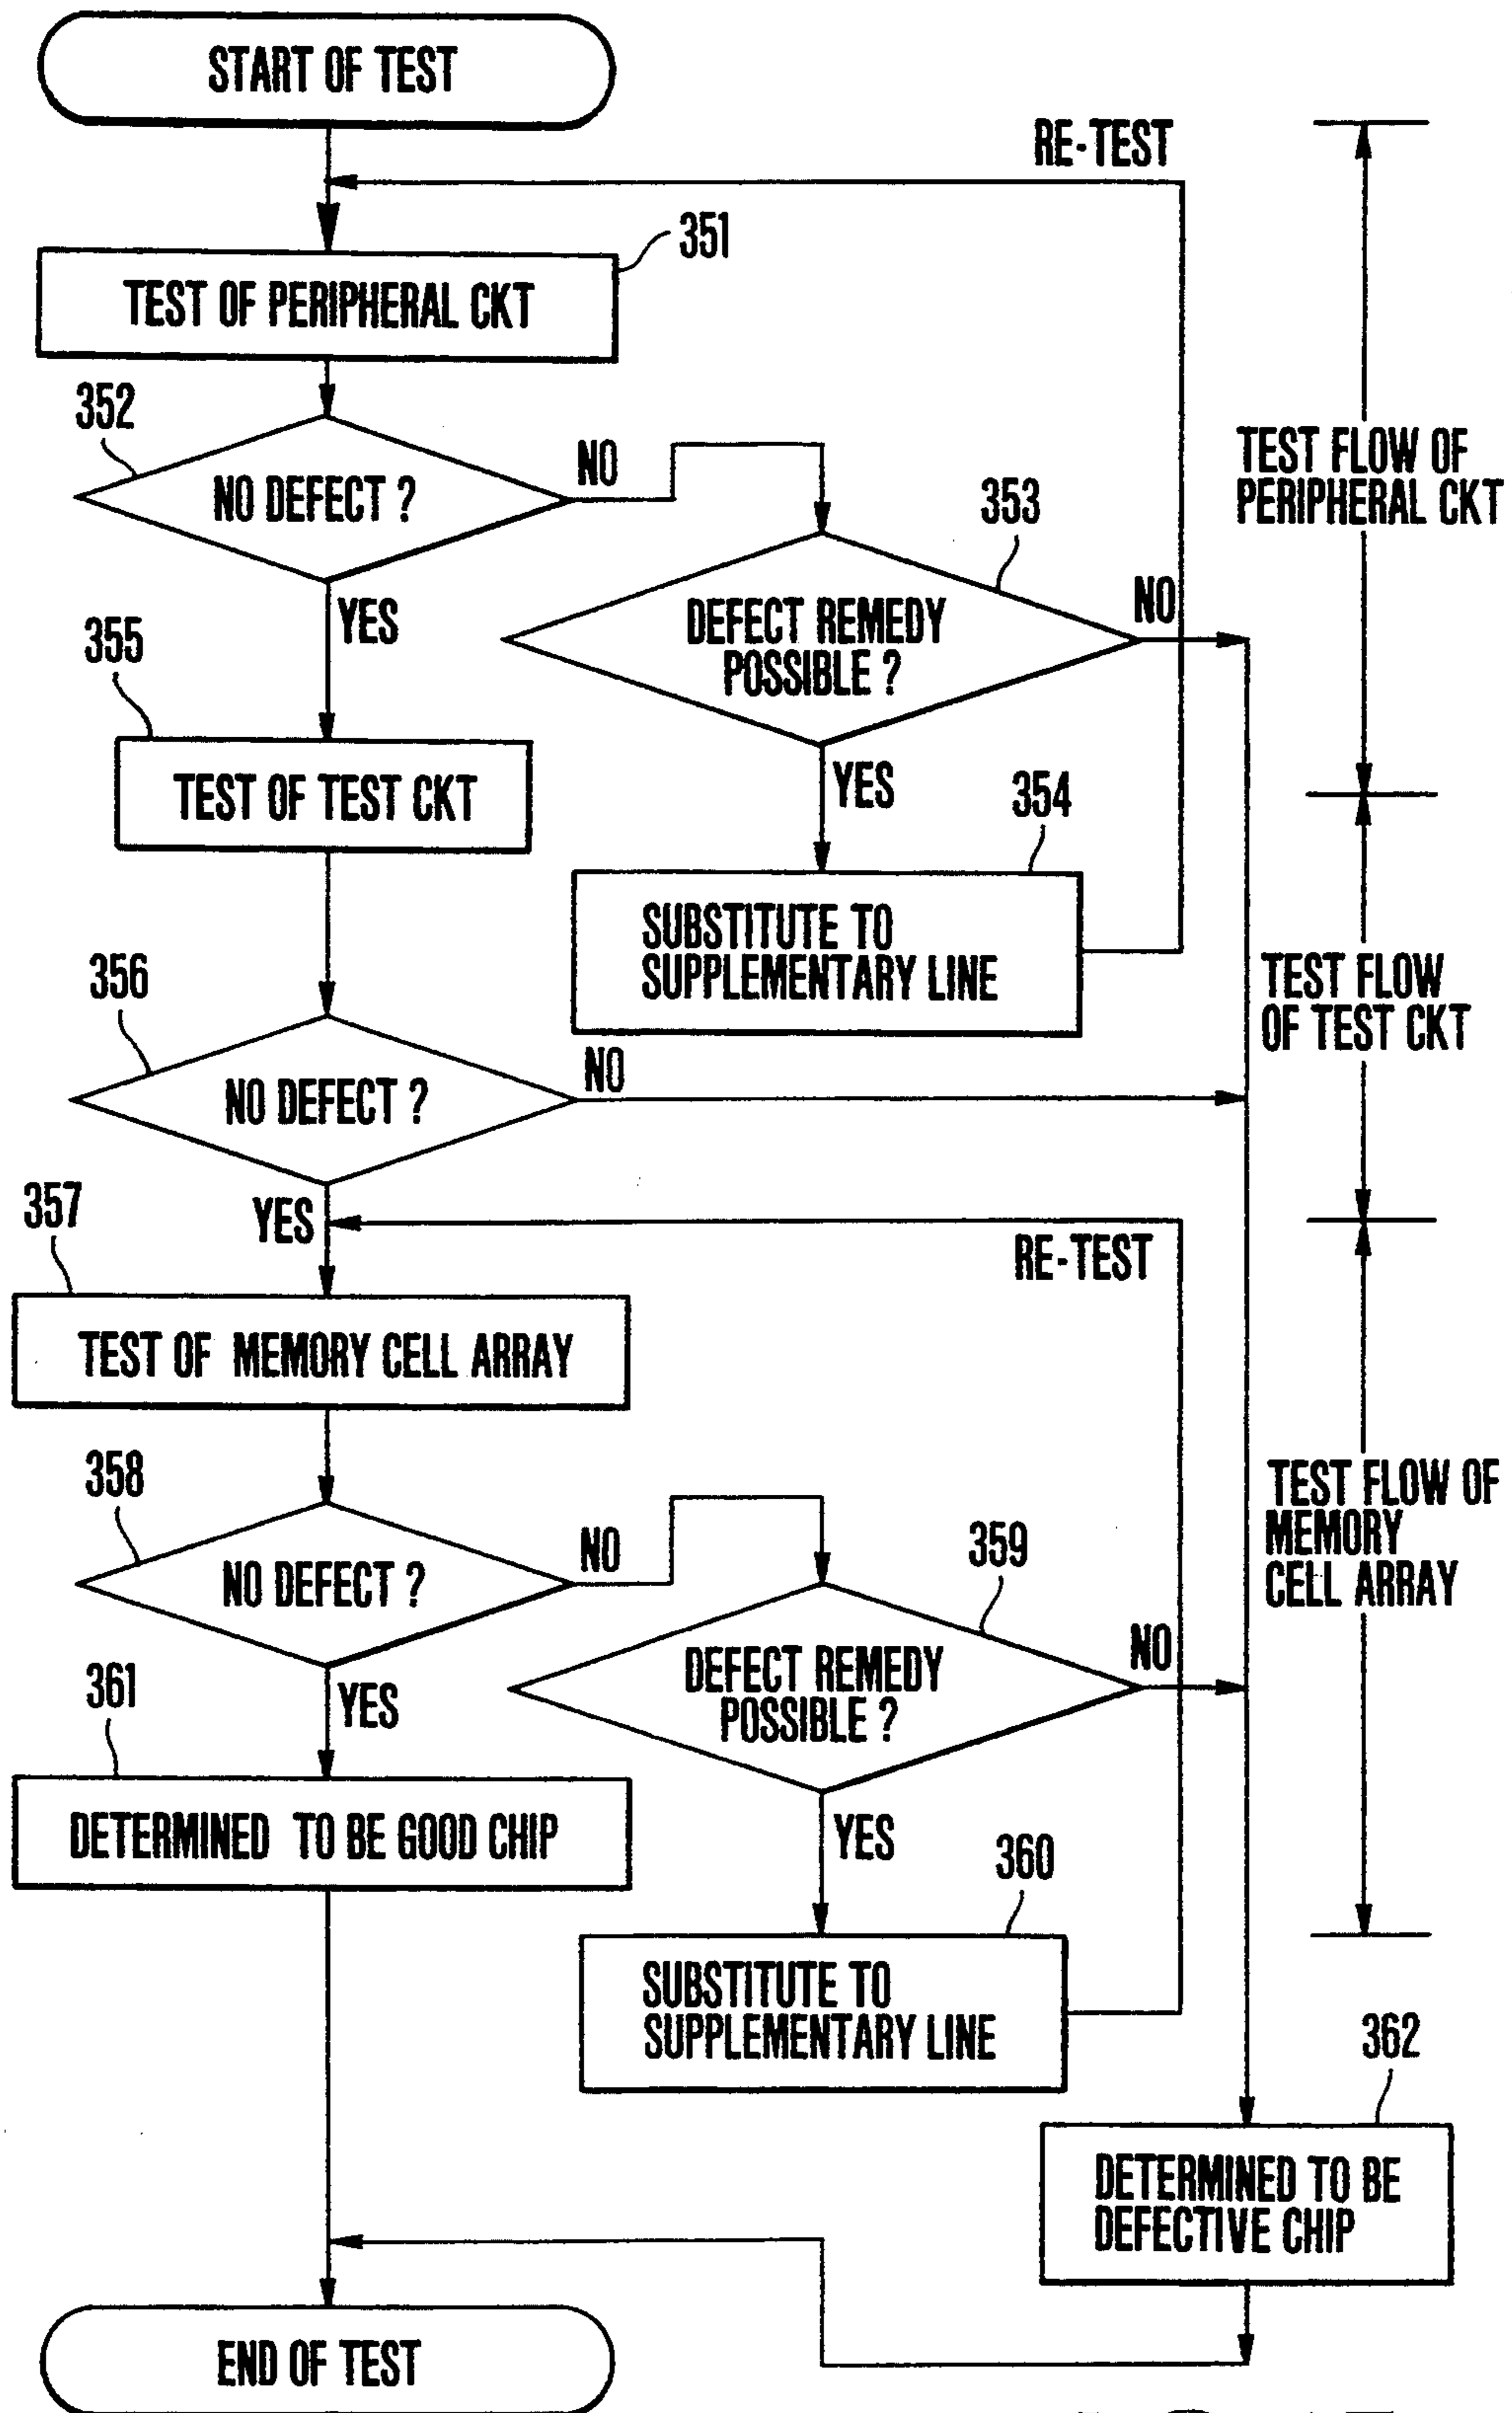 START OF TEST
RE-TEST
351
TEST OF PERIPHERAL CKT
352
NO DEFECT ?
NO
353
TEST FLOW OF
PERIPHERAL CKT
YES
DEFECT REMEDY
POSSIBLE ?
NO
355
TEST OF TEST CKT
YES
354
SUBSTITUTE TO
SUPPLEMENTARY LINE
TEST FLOW
OF TEST CKT
356
NO DEFECT ?
NO
YES
RE-TEST
357
TEST OF MEMORY CELL ARRAY
358
NO DEFECT ?
NO
359
TEST FLOW OF
MEMORY
CELL ARRAY
DEFECT REMEDY
POSSIBLE ?
NO
361
YES
DETERMINED TO BE GOOD CHIP
YES
360
SUBSTITUTE TO
SUPPLEMENTARY LINE
362
DETERMINED TO BE
DEFECTIVE CHIP
END OF TEST